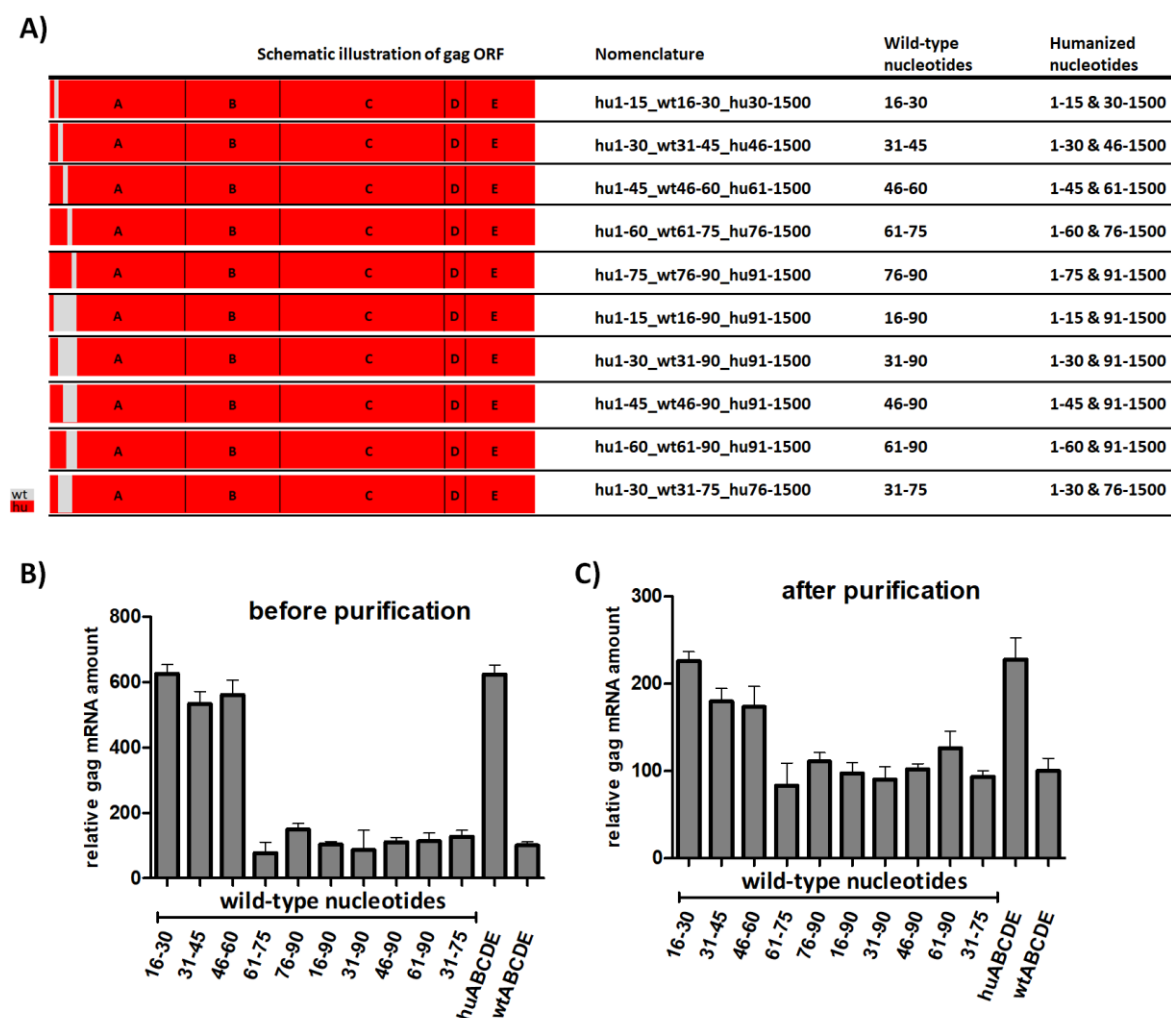 A)
Schematic illustration of gag ORF Nomenclature Wild-type nucleotides Humanized nucleotides
A B C D E hu1-15_wt16-30_hu30-1500 16-30 1-15 & 30-1500
A B C D E hu1-30_wt31-45_hu46-1500 31-45 1-30 & 46-1500
A B C D E hu1-45_wt46-60_hu61-1500 46-60 1-45 & 61-1500
A B C D E hu1-60_wt61-75_hu76-1500 61-75 1-60 & 76-1500
A B C D E hu1-75_wt76-90_hu91-1500 76-90 1-75 & 91-1500
A B C D E hu1-15_wt16-90_hu91-1500 16-90 1-15 & 91-1500
A B C D E hu1-30_wt31-90_hu91-1500 31-90 1-30 & 91-1500
A B C D E hu1-45_wt46-90_hu91-1500 46-90 1-45 & 91-1500
A B C D E hu1-60_wt61-90_hu91-1500 61-90 1-60 & 91-1500
A B C D E hu1-30_wt31-75_hu76-1500 31-75 1-30 & 76-1500
wt
hu
B)
before purification
relative gag mRNA amount
800
600
400
200
0
wild-type nucleotides
16-30 31-45 46-60 61-75 76-90 16-90 31-90 46-90 61-90 31-75 huABCDE wtABCDE
C)
after purification
relative gag mRNA amount
300
200
100
0
wild-type nucleotides
16-30 31-45 46-60 61-75 76-90 16-90 31-90 46-90 61-90 31-75 huABCDE wtABCDE